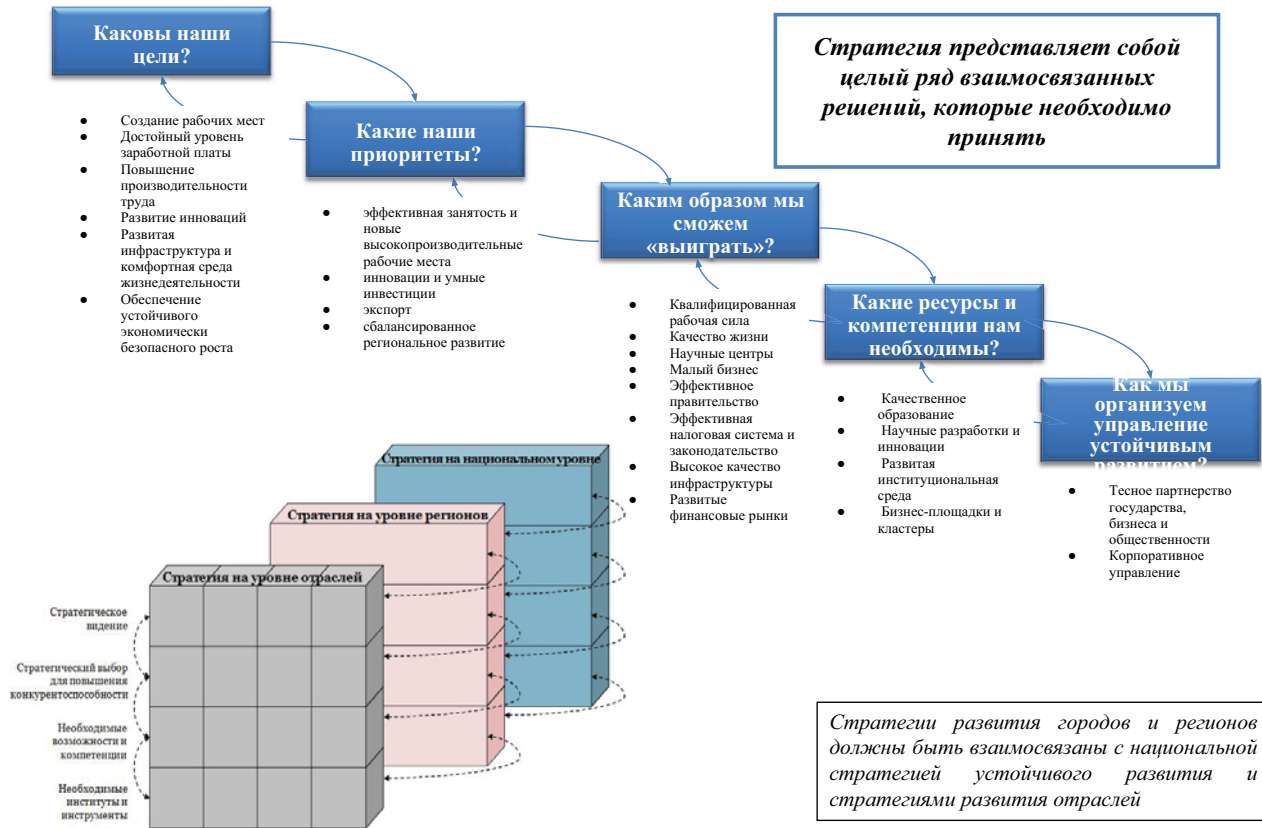 Каковы наши
цели?
Стратегия представляет собой
целый ряд взаимосвязанных
решений, которые необходимо
принять
● Создание рабочих мест
● Достойный уровень
заработной платы
● Повышение
производительности
труда
● Развитие инноваций
● Развитая
инфраструктура и
комфортная среда
жизнедеятельности
● Обеспечение
устойчивого
экономически
безопасного роста
Какие наши
приоритеты?
● эффективная занятость и
новые
высокопроизводительные
рабочие места
● инновации и умные
инвестиции
● экспорт
● сбалансированное
региональное развитие
Каким образом мы
сможем
«выиграть»?
● Квалифицированная
рабочая сила
● Качество жизни
● Научные центры
● Малый бизнес
● Эффективное
правительство
● Эффективная
налоговая система и
законодательство
● Высокое качество
инфраструктуры
● Развитые
финансовые рынки
Какие ресурсы и
компетенции нам
необходимы?
● Качественное
образование
● Научные разработки и
инновации
● Развитая
институциональная
среда
● Бизнес-площадки и
кластеры
Как мы
организуем
управление
устойчивым
развитием?
● Тесное партнерство
государства,
бизнеса и
общественности
● Корпоративное
управление
Стратегия на национальном уровне
Стратегия на уровне регионов
Стратегия на уровне отраслей
Стратегическое
видение
Стратегический выбор
для повышения
конкурентоспособности
Необходимые
возможности и
компетенции
Необходимые
институты и
инструменты
Стратегии развития городов и регионов
должны быть взаимосвязаны с национальной
стратегией устойчивого развития и
стратегиями развития отраслей